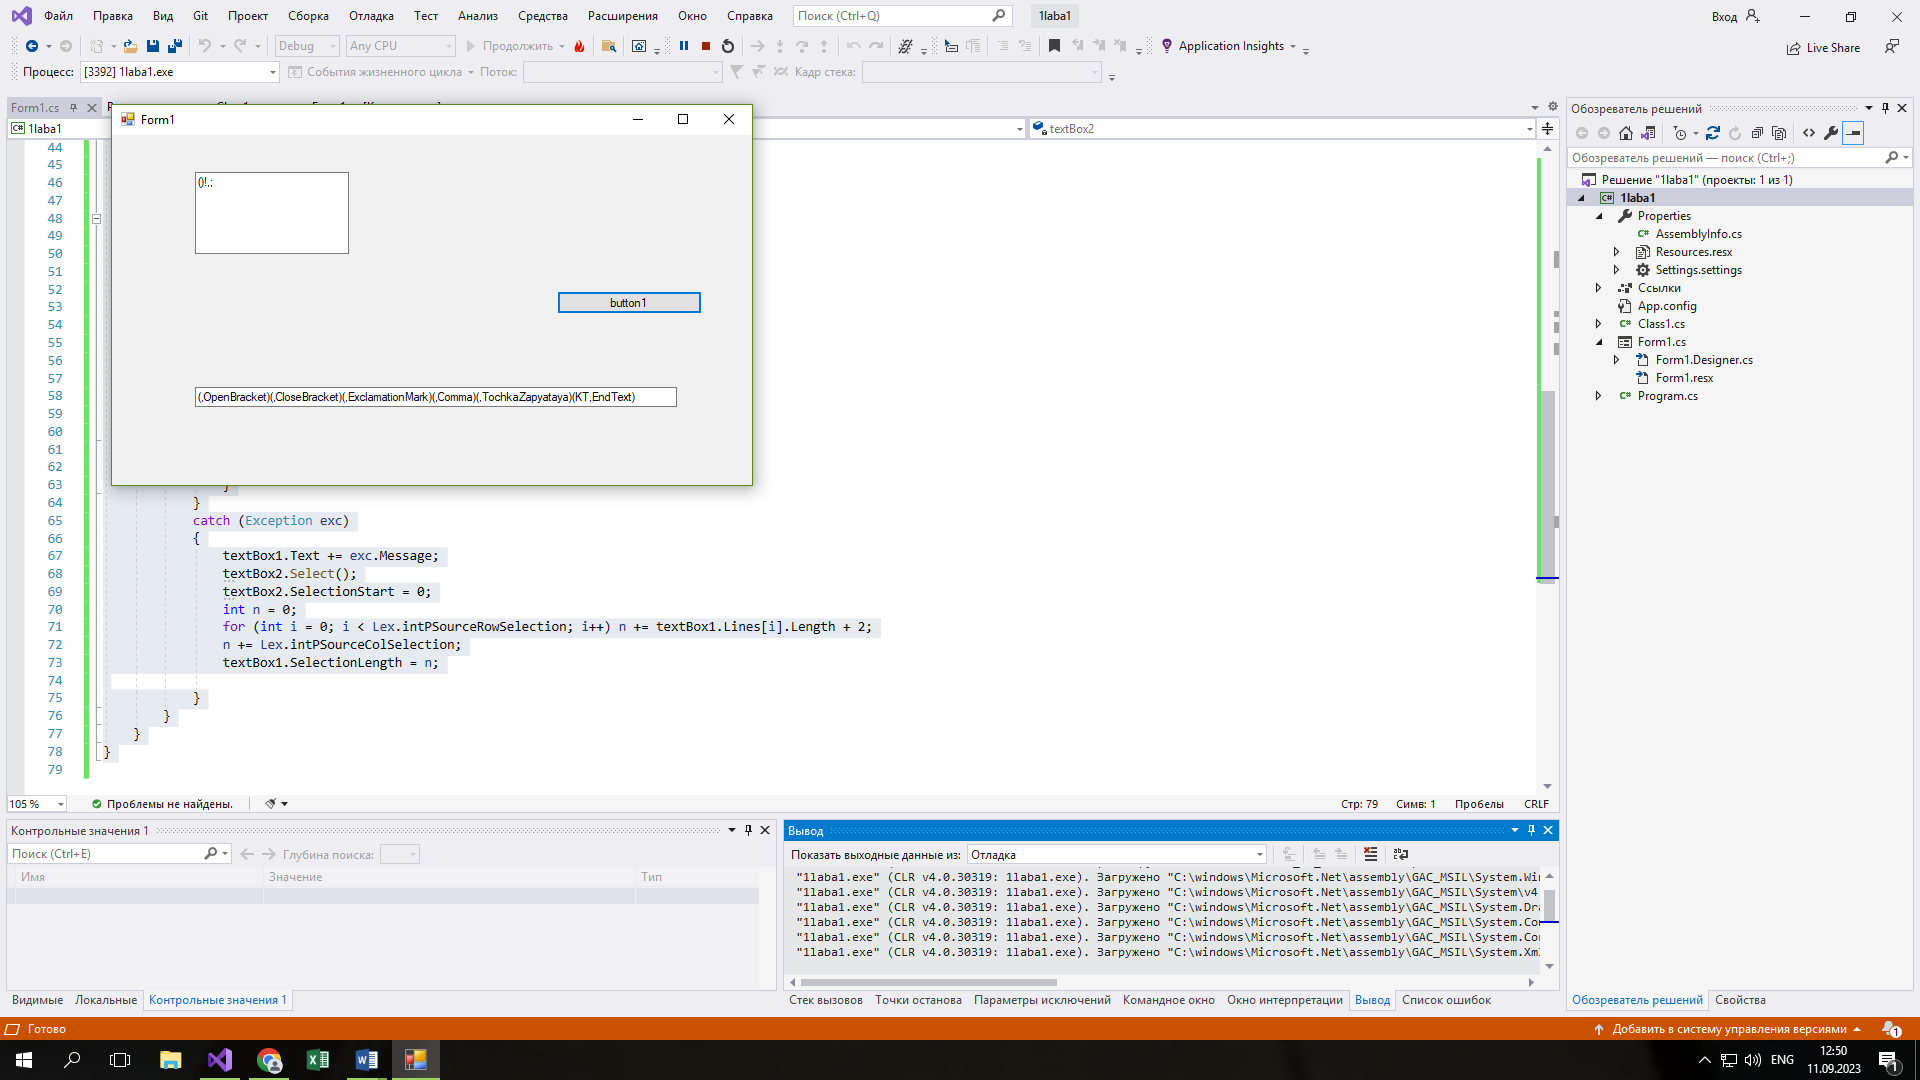 Файл Правка Вид Git Проект Сборка Отладка Тест Анализ Средства Расширения Окно Справка Поиск (Ctrl+Q) 1laba1 Вход
Debug Any CPU Продолжить Application Insights Live Share
Процесс: [3392] 1laba1.exe События жизненного цикла Поток: Кадр стека:
Form1.cs
1laba1 textBox2
Form1
()!,;
button1
(,OpenBracket)(,CloseBracket)(,ExclamationMark)(,Comma)(,TochkaZapyataya)(KT,EndText)
44
45
46
47
48
49
50
51
52
53
54
55
56
57
58
59
60
61
62
63 }
64 }
65 catch (Exception exc)
66 {
67 textBox1.Text += exc.Message;
68 textBox2.Select();
69 textBox2.SelectionStart = 0;
70 int n = 0;
71 for (int i = 0; i < Lex.intPSourceRowSelection; i++) n += textBox1.Lines[i].Length + 2;
72 n += Lex.intPSourceColSelection;
73 textBox1.SelectionLength = n;
74
75 }
76 }
77 }
78 }
79
105 % Проблемы не найдены. Стр: 79 Симв: 1 Пробелы CRLF
Обозреватель решений
Обозреватель решений — поиск (Ctrl+;)
Решение "1laba1" (проекты: 1 из 1)
C# 1laba1
Properties
C# AssemblyInfo.cs
Resources.resx
Settings.settings
Ссылки
App.config
C# Class1.cs
Form1.cs
Form1.Designer.cs
Form1.resx
C# Program.cs
Контрольные значения 1
Поиск (Ctrl+E) Глубина поиска:
Имя Значение Тип
Видимые Локальные Контрольные значения 1
Вывод
Показать выходные данные из: Отладка
"1laba1.exe" (CLR v4.0.30319: 1laba1.exe). Загружено "C:\windows\Microsoft.Net\assembly\GAC_MSIL\System.Win
"1laba1.exe" (CLR v4.0.30319: 1laba1.exe). Загружено "C:\windows\Microsoft.Net\assembly\GAC_MSIL\System\v4
"1laba1.exe" (CLR v4.0.30319: 1laba1.exe). Загружено "C:\windows\Microsoft.Net\assembly\GAC_MSIL\System.Dra
"1laba1.exe" (CLR v4.0.30319: 1laba1.exe). Загружено "C:\windows\Microsoft.Net\assembly\GAC_MSIL\System.Con
"1laba1.exe" (CLR v4.0.30319: 1laba1.exe). Загружено "C:\windows\Microsoft.Net\assembly\GAC_MSIL\System.Cor
"1laba1.exe" (CLR v4.0.30319: 1laba1.exe). Загружено "C:\windows\Microsoft.Net\assembly\GAC_MSIL\System.Xml
Стек вызовов Точки останова Параметры исключений Командное окно Окно интерпретации Вывод Список ошибок
Обозреватель решений Свойства
Готово Добавить в систему управления версиями 1
ENG 12:50
11.09.2023 1